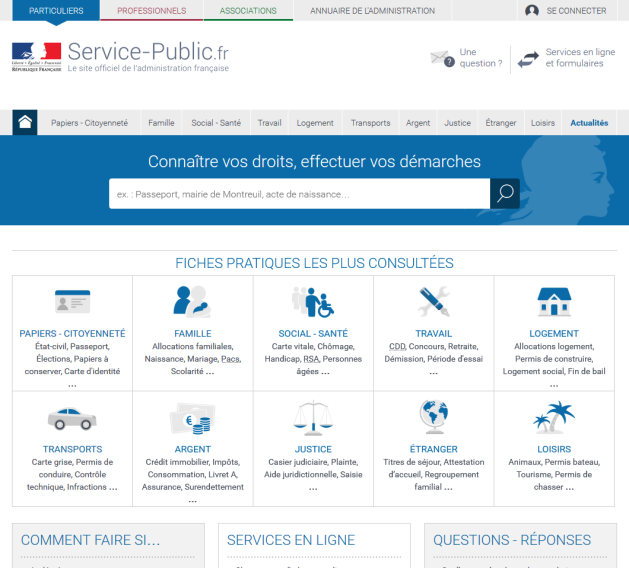 PARTICULIERS PROFESSIONNELS ASSOCIATIONS ANNUAIRE DE L'ADMINISTRATION SE CONNECTER
Liberté • Égalité • Fraternité
RÉPUBLIQUE FRANÇAISE
Service-Public.fr
Le site officiel de l'administration française
Une
question ?
Services en ligne
et formulaires
Papiers - Citoyenneté Famille Social - Santé Travail Logement Transports Argent Justice Étranger Loisirs Actualités
Connaître vos droits, effectuer vos démarches
ex. : Passeport, mairie de Montreuil, acte de naissance...
FICHES PRATIQUES LES PLUS CONSULTÉES
PAPIERS - CITOYENNETÉ
État-civil, Passeport,
Élections, Papiers à
conserver, Carte d'identité
...
FAMILLE
Allocations familiales,
Naissance, Mariage, Pacs,
Scolarité ...
SOCIAL - SANTÉ
Carte vitale, Chômage,
Handicap, RSA, Personnes
âgées ...
TRAVAIL
CDD, Concours, Retraite,
Démission, Période d'essai
...
LOGEMENT
Allocations logement,
Permis de construire,
Logement social, Fin de bail
...
TRANSPORTS
Carte grise, Permis de
conduire, Contrôle
technique, Infractions ...
ARGENT
Crédit immobilier, Impôts,
Consommation, Livret A,
Assurance, Surendettement
...
JUSTICE
Casier judiciaire, Plainte,
Aide juridictionnelle, Saisie
...
ÉTRANGER
Titres de séjour, Attestation
d'accueil, Regroupement
familial ...
LOISIRS
Animaux, Permis bateau,
Tourisme, Permis de
chasser ...
COMMENT FAIRE SI...
SERVICES EN LIGNE
QUESTIONS - RÉPONSES